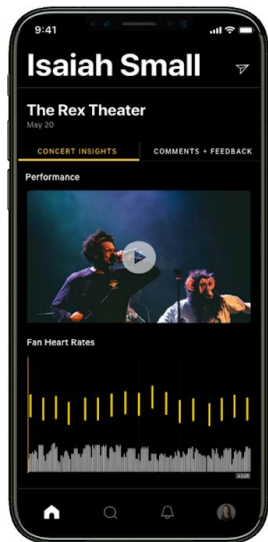 9:41
Isaiah Small
The Rex Theater
May 20
CONCERT INSIGHTS
COMMENTS + FEEDBACK
Performance
Fan Heart Rates